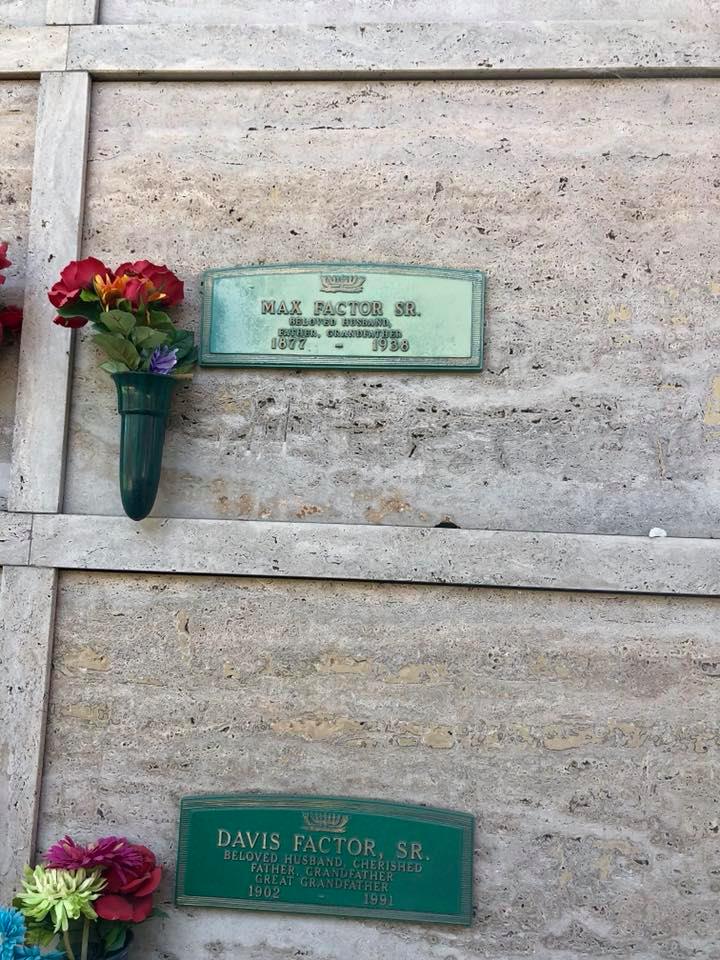 MAX FACTOR SR.
BELOVED HUSBAND,
FATHER, GRANDFATHER
1877 – 1938
DAVIS FACTOR, SR.
BELOVED HUSBAND, CHERISHED
FATHER, GRANDFATHER
GREAT GRANDFATHER
1902 – 1991